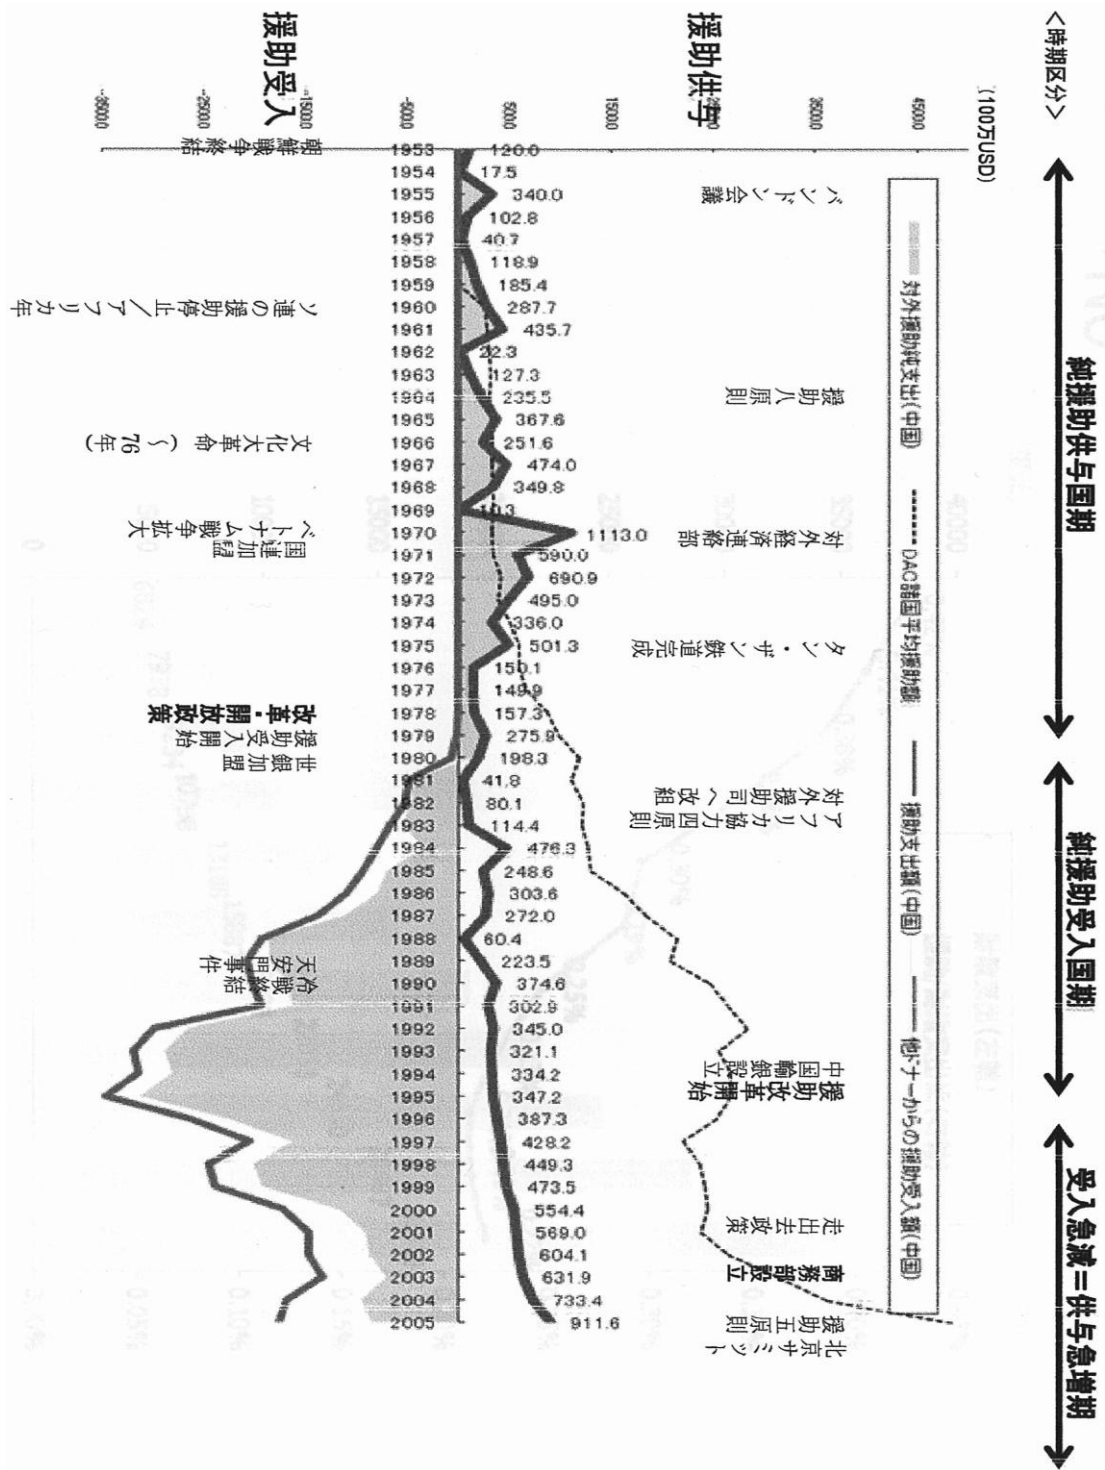 <時期区分>
純援助供与国期
純援助受入国期
受入急減＝供与急増期
(100万USD)
対外援助純支出(中国)
DAC諸国平均援助額
援助支出額(中国)
他ドナーからの援助受入額(中国)
援助供与
援助受入
4500.0
3500.0
1500.0
500.0
-500.0
-1500.0
-2500.0
-3500.0
バンドン会議
援助八原則
対外経済連絡部
タン・ザン鉄道完成
対外援助司へ改組
アフリカ協力四原則
中国輸銀設立
援助改革開始
走出去政策
商務部設立
援助五原則
北京サミット
1953 120.0
1954 17.5
1955 340.0
1956 102.8
1957 40.7
1958 118.9
1959 185.4
1960 287.7
1961 435.7
1962 22.3
1963 127.3
1964 235.5
1965 367.6
1966 251.6
1967 474.0
1968 349.8
1969 10.3
1970 1113.0
1971 590.0
1972 690.9
1973 495.0
1974 336.0
1975 501.3
1976 150.1
1977 149.9
1978 157.3
1979 275.9
1980 198.3
1981 41.8
1982 80.1
1983 114.4
1984 476.3
1985 248.6
1986 303.6
1987 272.0
1988 60.4
1989 223.5
1990 374.6
1991 302.9
1992 345.0
1993 321.1
1994 334.2
1995 347.2
1996 387.3
1997 428.2
1998 449.3
1999 473.5
2000 554.4
2001 569.0
2002 604.1
2003 631.9
2004 733.4
2005 911.6
朝鮮戦争終結
ソ連の援助停止／アフリカ年
文化大革命（～76年）
ベトナム戦争拡大
国連加盟
改革・開放政策
援助受入開始
世銀加盟
天安門事件
冷戦終結